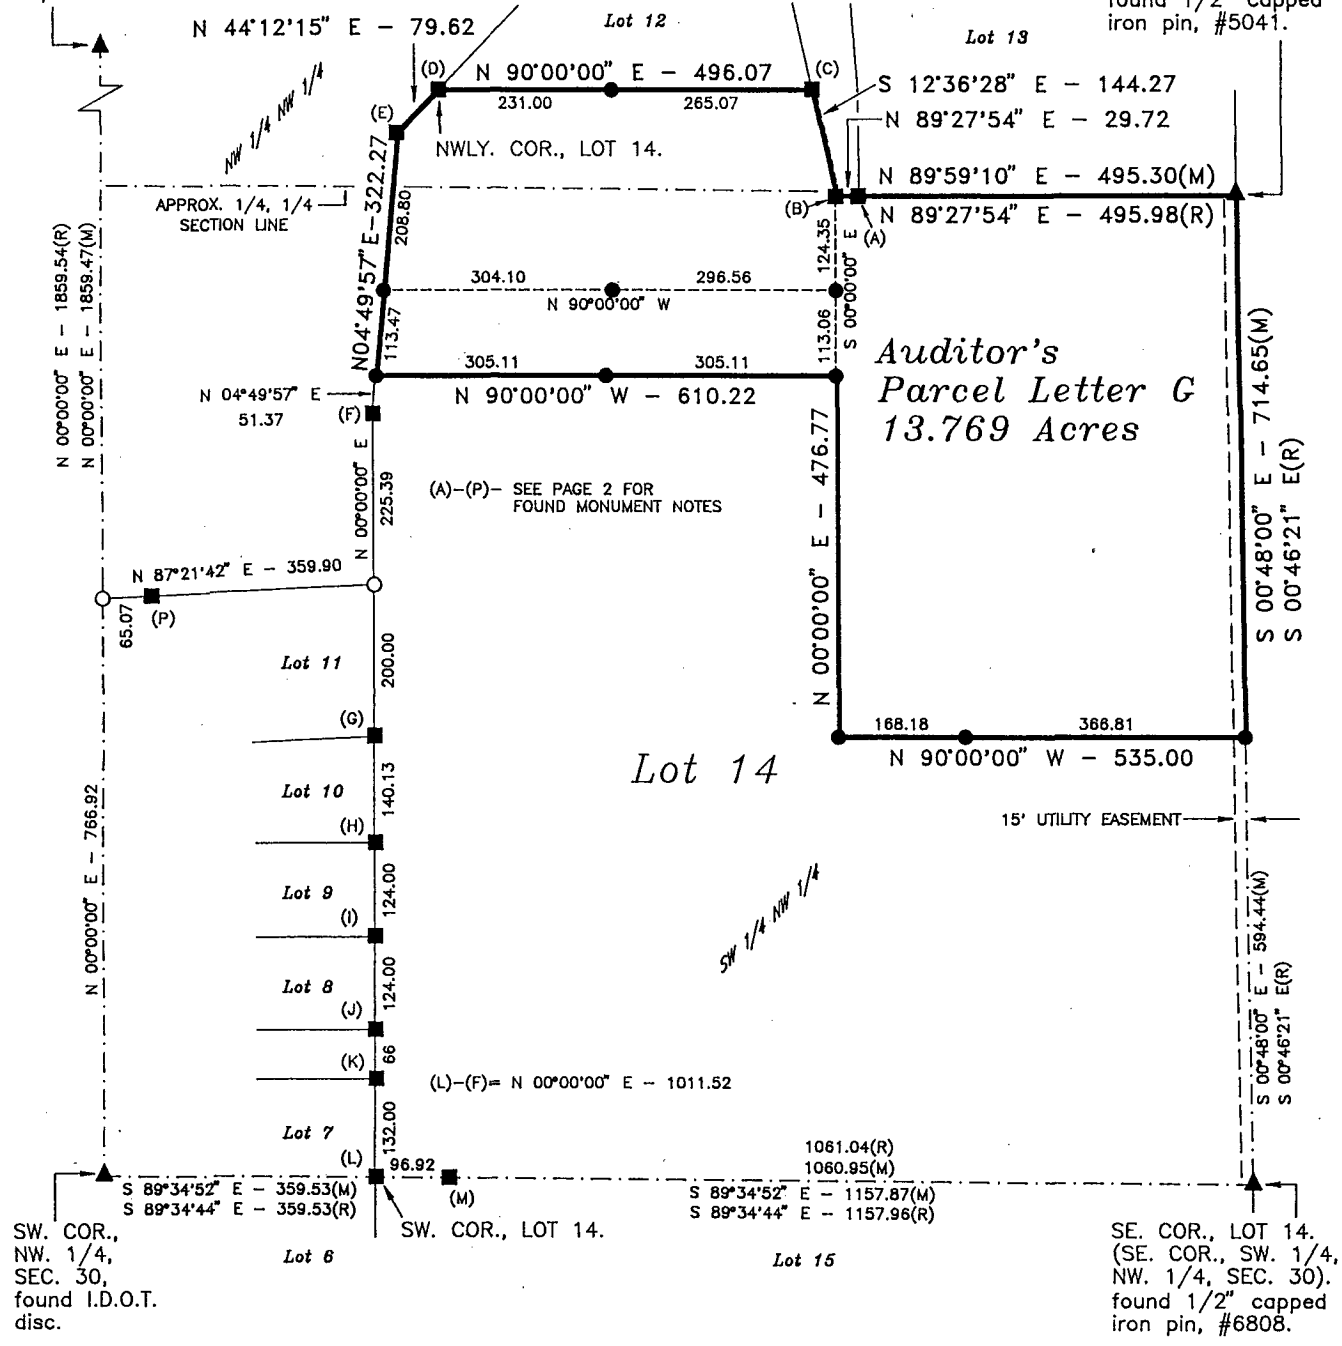 found 1/2" capped
iron pin, #5041.
N 44°12'15" E - 79.62
Lot 12
Lot 13
(D)
N 90°00'00" E - 496.07
(C)
231.00
265.07
S 12°36'28" E - 144.27
N 89°27'54" E - 29.72
NW 1/4 NW 1/4
(E)
NWLY. COR., LOT 14.
N 89°59'10" E - 495.30(M)
N 89°27'54" E - 495.98(R)
APPROX. 1/4, 1/4
SECTION LINE
(B)
(A)
N04°49'57" E-322.27
208.80
113.47
124.35
S 00°00'00" E
113.06
304.10
296.56
N 90°00'00" W
N 00°00'00" E - 1859.54(R)
N 00°00'00" E - 1859.47(M)
305.11
305.11
N 90°00'00" W - 610.22
N 04°49'57" E
51.37
(F)
Auditor's
Parcel Letter G
13.769 Acres
S 00°48'00" E - 714.65(M)
S 00°46'21" E(R)
N 00°00'00" E
225.39
(A)-(P)- SEE PAGE 2 FOR
FOUND MONUMENT NOTES
N 00°00'00" E - 476.77
N 87°21'42" E - 359.90
65.07
(P)
Lot 11
200.00
(G)
168.18
366.81
N 90°00'00" W - 535.00
Lot 14
Lot 10
140.13
15' UTILITY EASEMENT
(H)
N 00°00'00" E - 766.92
Lot 9
124.00
SW 1/4 NW 1/4
(I)
Lot 8
124.00
(J)
S 00°48'00" E - 594.44(M)
S 00°46'21" E(R)
(K)
66
(L)-(F)= N 00°00'00" E - 1011.52
Lot 7
132.00
(L)
96.92
(M)
1061.04(R)
1060.95(M)
S 89°34'52" E - 359.53(M)
S 89°34'44" E - 359.53(R)
S 89°34'52" E - 1157.87(M)
S 89°34'44" E - 1157.96(R)
SW. COR., LOT 14.
Lot 6
Lot 15
SW. COR.,
NW. 1/4,
SEC. 30,
found I.D.O.T.
disc.
SE. COR., LOT 14.
(SE. COR., SW. 1/4,
NW. 1/4, SEC. 30).
found 1/2" capped
iron pin, #6808.